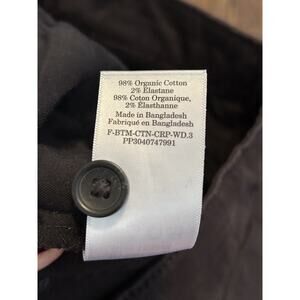 98% Organic Cotton
2% Elastane
98% Coton Organique,
2% Élasthanne
Made in Bangladesh
Fabriqué en Bangladesh
F-BTM-CTN-CRP-WD.3
PP3040747991